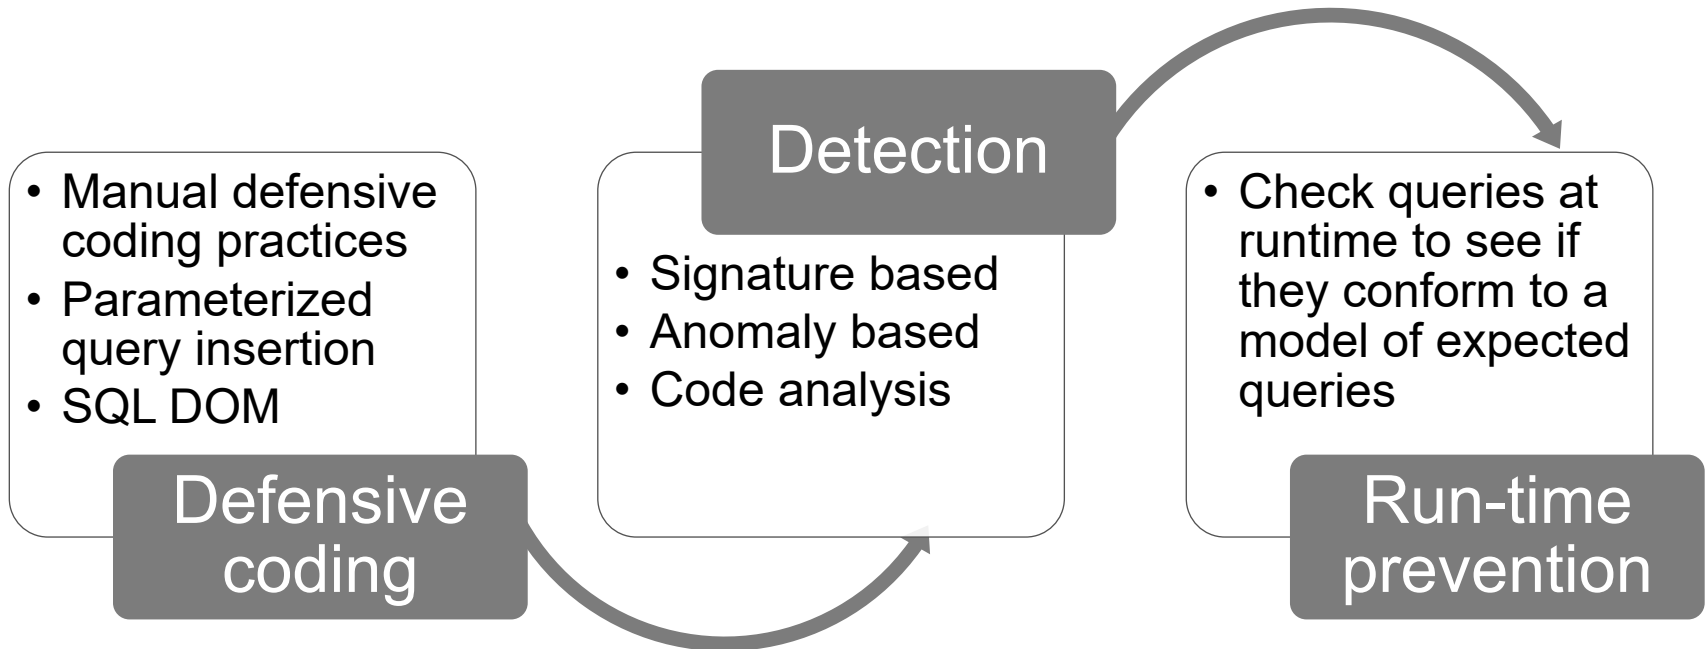 • Manual defensive
coding practices
• Parameterized
query insertion
• SQL DOM
Defensive
coding
Detection
• Signature based
• Anomaly based
• Code analysis
• Check queries at
runtime to see if
they conform to a
model of expected
queries
Run-time
prevention